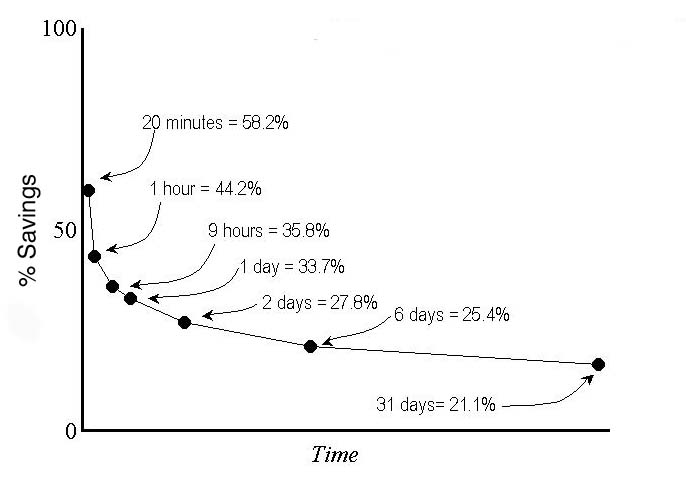 100
20 minutes = 58.2%
1 hour = 44.2%
50
9 hours = 35.8%
1 day = 33.7%
2 days = 27.8%
6 days = 25.4%
31 days= 21.1%
0
% Savings
Time